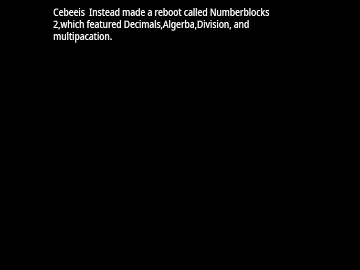 Cebeeis  Instead made a reboot called Numberblocks
2,which featured Decimals,Algerba,Division, and
multipacation.